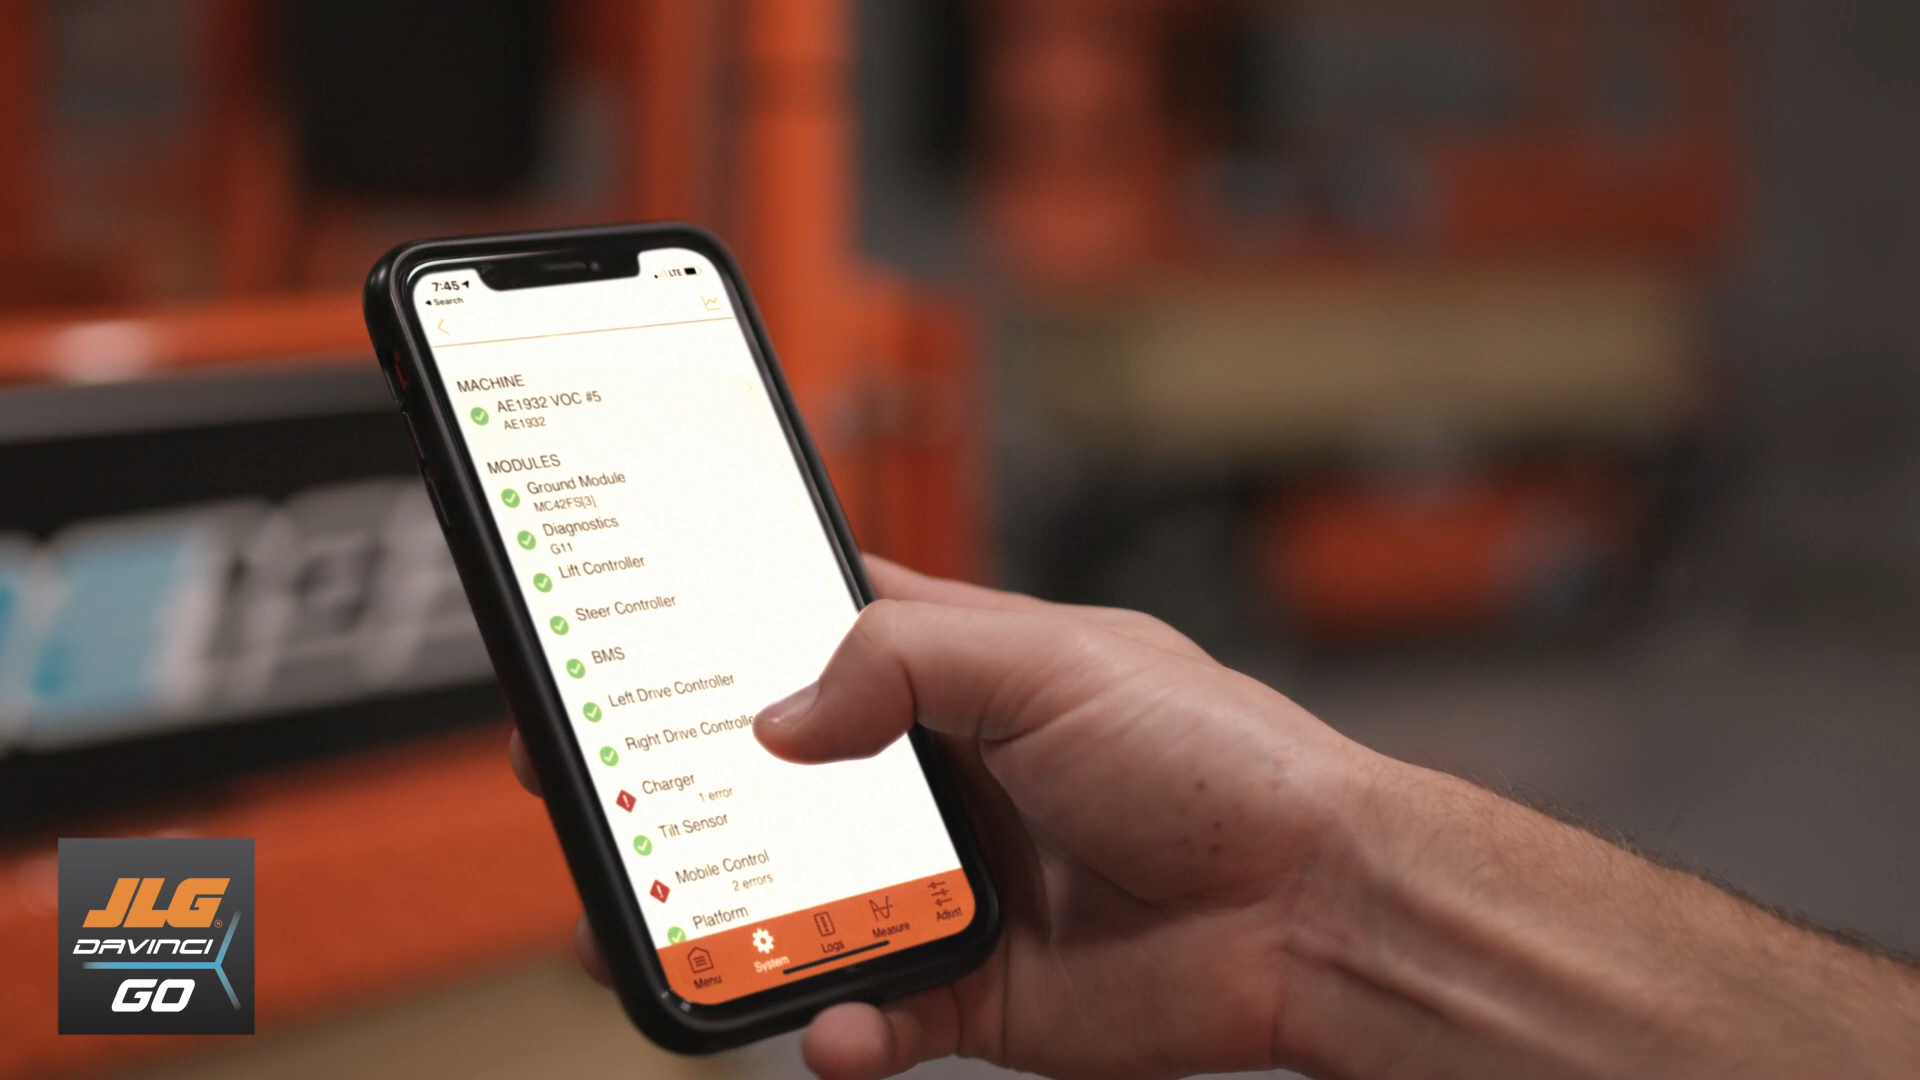 7:45
LTE
Search
MACHINE
AE1932 VOC #5
AE1932
MODULES
Ground Module
MC42FS[3]
Diagnostics
G11
Lift Controller
Steer Controller
BMS
Left Drive Controller
Right Drive Controlle
Charger
1 error
Tilt Sensor
Mobile Control
2 errors
Platform
Menu
System
Logs
Measure
Adjust
JLG®
DAVINCI
GO